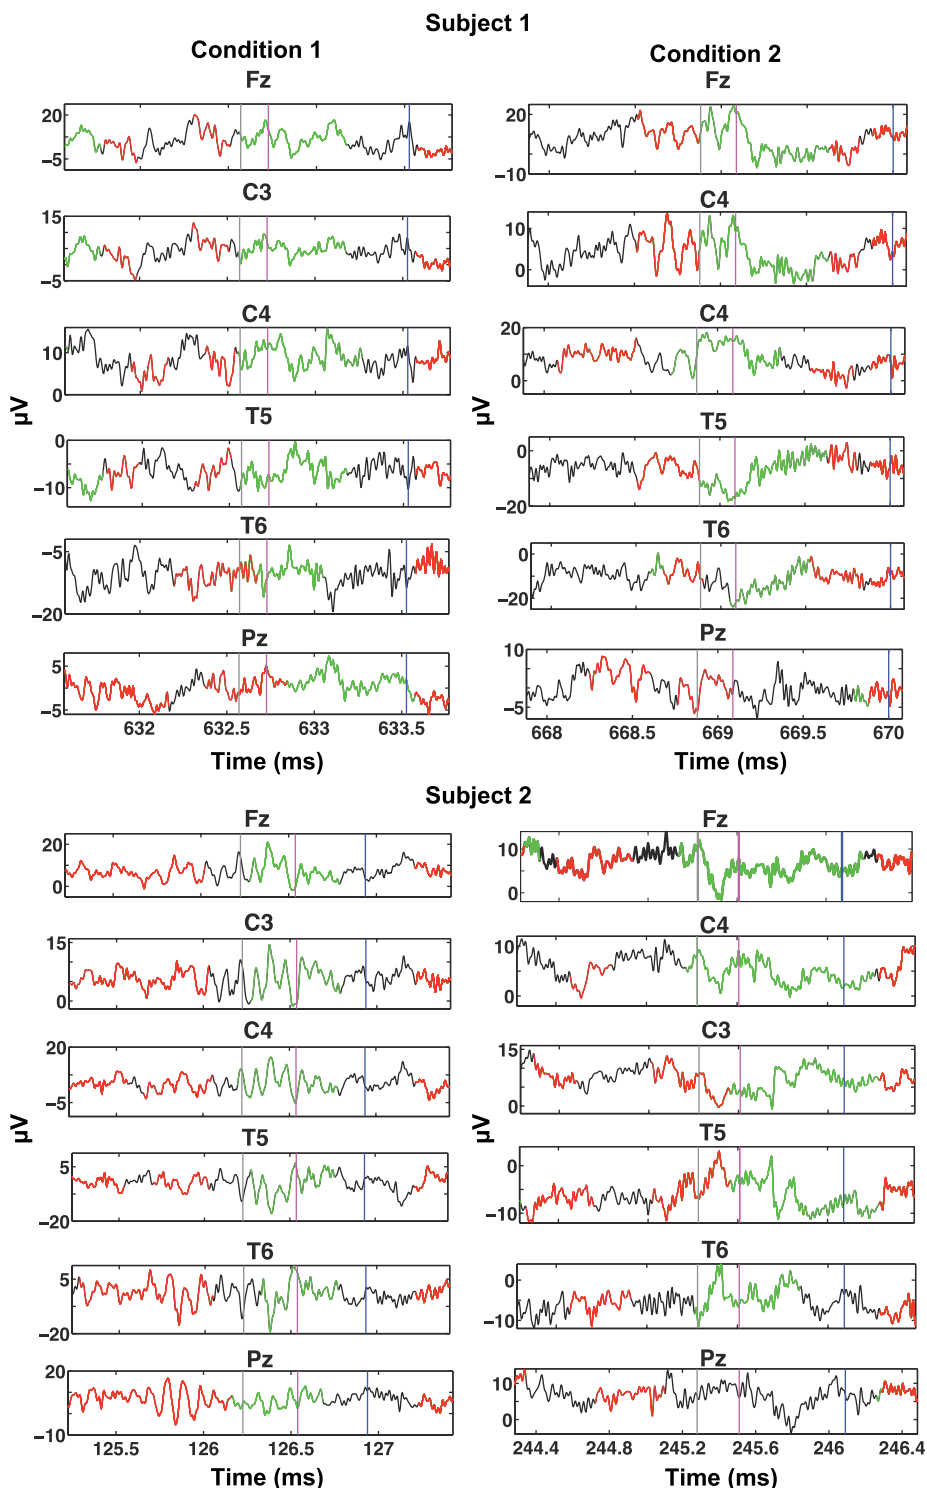 Subject 1
Condition 1
Condition 2
Fz
20
−5
C3
15
−5
C4
10
0
T5
0
−10
T6
−5
−20
Pz
5
−5
632
632.5
633
633.5
Time (ms)
µV
Fz
20
−10
C4
10
0
C4
20
0
T5
0
−20
T6
0
−20
Pz
10
−5
668
668.5
669
669.5
670
Time (ms)
µV
Subject 2
Fz
20
0
C3
15
0
C4
20
−5
T5
5
−20
T6
5
−20
Pz
20
−10
125.5
126
126.5
127
Time (ms)
µV
Fz
10
0
C4
10
0
C3
15
0
T5
0
−10
T6
0
−10
Pz
10
0
244.4
244.8
245.2
245.6
246
246.4
Time (ms)
µV